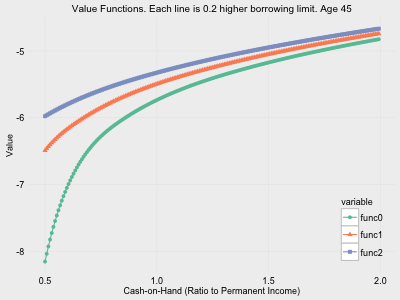 Value Functions. Each line is 0.2 higher borrowing limit. Age 45
-5
-6
-7
-8
Value
0.5 1.0 1.5 2.0
Cash-on-Hand (Ratio to Permanent Income)
variable
func0
func1
func2